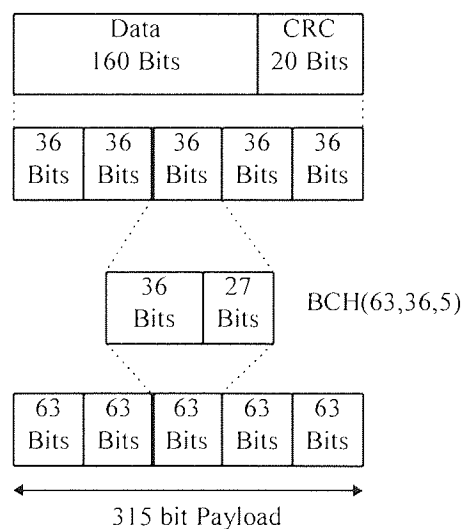 Data CRC
160 Bits 20 Bits
36 36 36 36 36
Bits Bits Bits Bits Bits
36 27
Bits Bits
BCH(63,36,5)
63 63 63 63 63
Bits Bits Bits Bits Bits
315 bit Payload